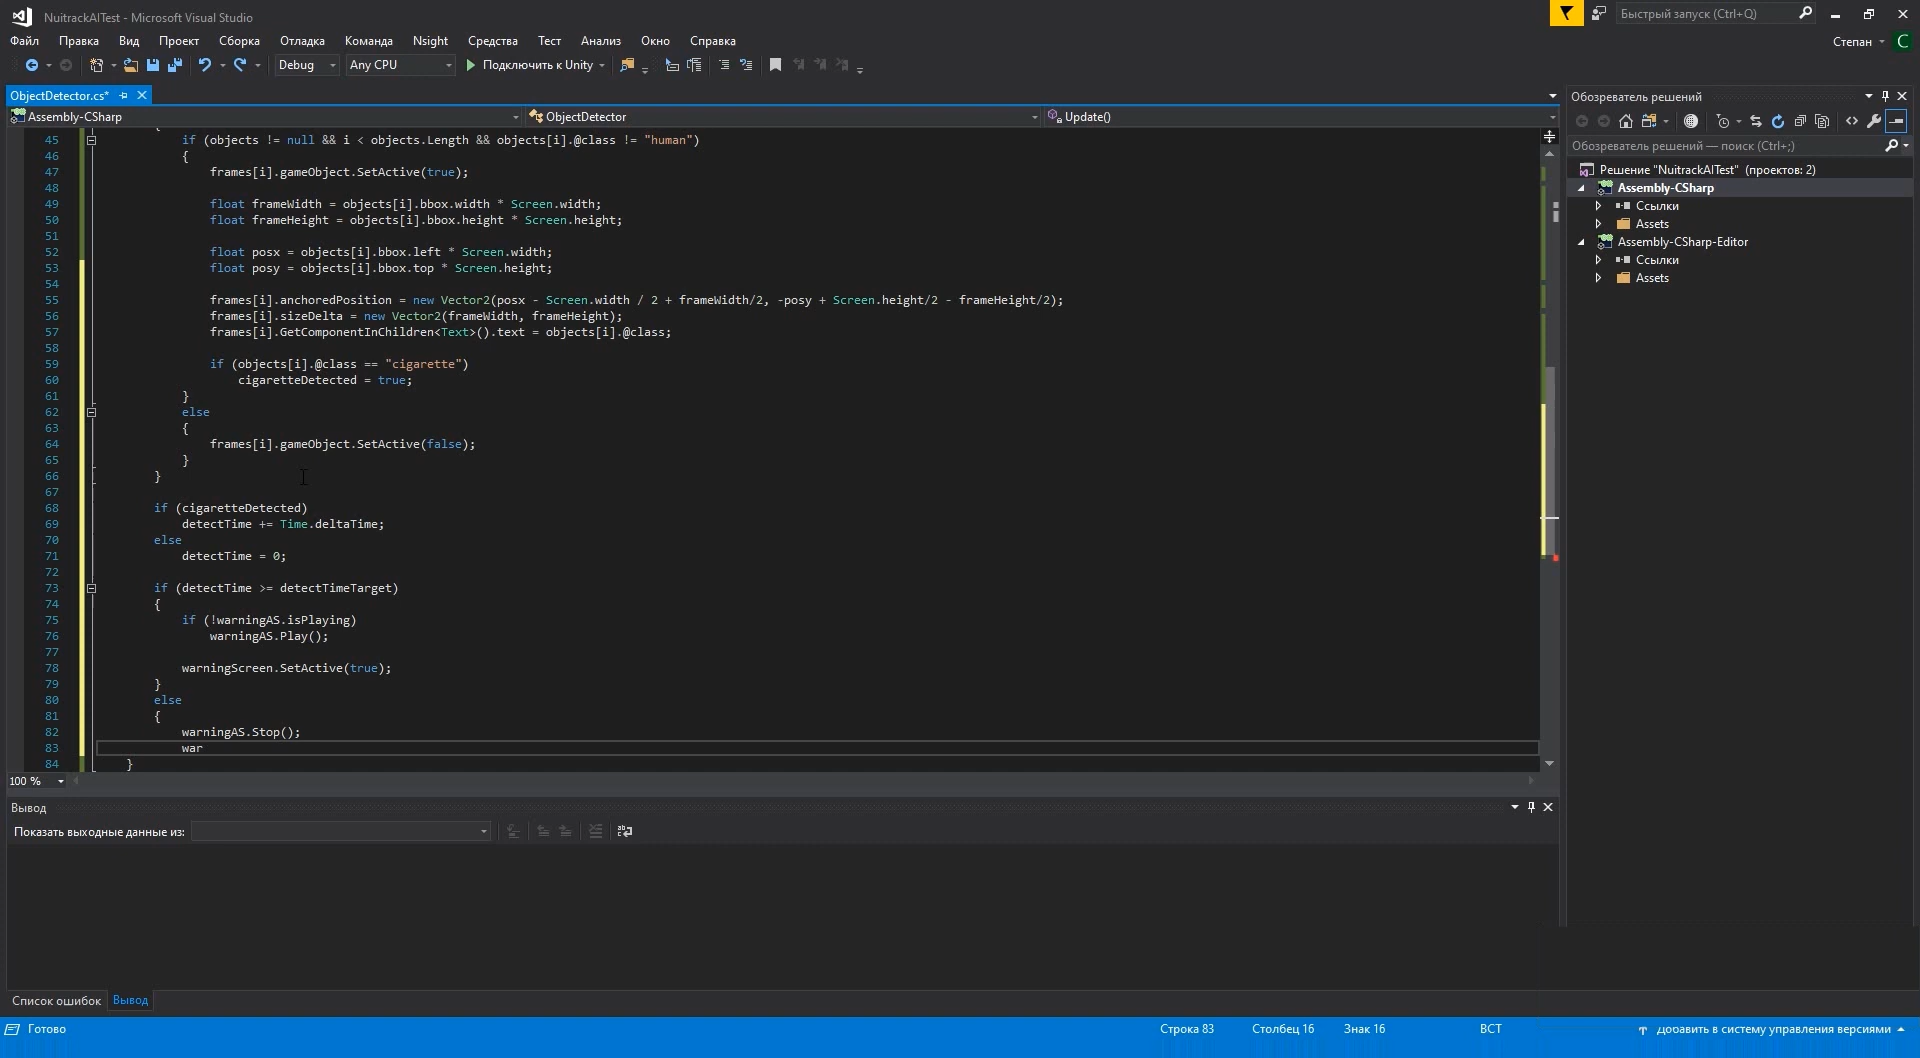 NuitrackAITest - Microsoft Visual Studio
Быстрый запуск (Ctrl+Q)
Файл Правка Вид Проект Сборка Отладка Команда Nsight Средства Тест Анализ Окно Справка
Степан C
Debug Any CPU Подключить к Unity
ObjectDetector.cs*
Assembly-CSharp ObjectDetector Update()
45 if (objects != null && i < objects.Length && objects[i].@class != "human")
46 {
47 frames[i].gameObject.SetActive(true);
48
49 float frameWidth = objects[i].bbox.width * Screen.width;
50 float frameHeight = objects[i].bbox.height * Screen.height;
51
52 float posx = objects[i].bbox.left * Screen.width;
53 float posy = objects[i].bbox.top * Screen.height;
54
55 frames[i].anchoredPosition = new Vector2(posx - Screen.width / 2 + frameWidth/2, -posy + Screen.height/2 - frameHeight/2);
56 frames[i].sizeDelta = new Vector2(frameWidth, frameHeight);
57 frames[i].GetComponentInChildren<Text>().text = objects[i].@class;
58
59 if (objects[i].@class == "cigarette")
60 cigaretteDetected = true;
61 }
62 else
63 {
64 frames[i].gameObject.SetActive(false);
65 }
66 }
67
68 if (cigaretteDetected)
69 detectTime += Time.deltaTime;
70 else
71 detectTime = 0;
72
73 if (detectTime >= detectTimeTarget)
74 {
75 if (!warningAS.isPlaying)
76 warningAS.Play();
77
78 warningScreen.SetActive(true);
79 }
80 else
81 {
82 warningAS.Stop();
83 war
84 }
100 %
Обозреватель решений
Обозреватель решений — поиск (Ctrl+;)
Решение "NuitrackAITest" (проектов: 2)
Assembly-CSharp
Ссылки
Assets
Assembly-CSharp-Editor
Ссылки
Assets
Вывод
Показать выходные данные из:
Список ошибок Вывод
Готово Строка 83 Столбец 16 Знак 16 ВСТ Добавить в систему управления версиями